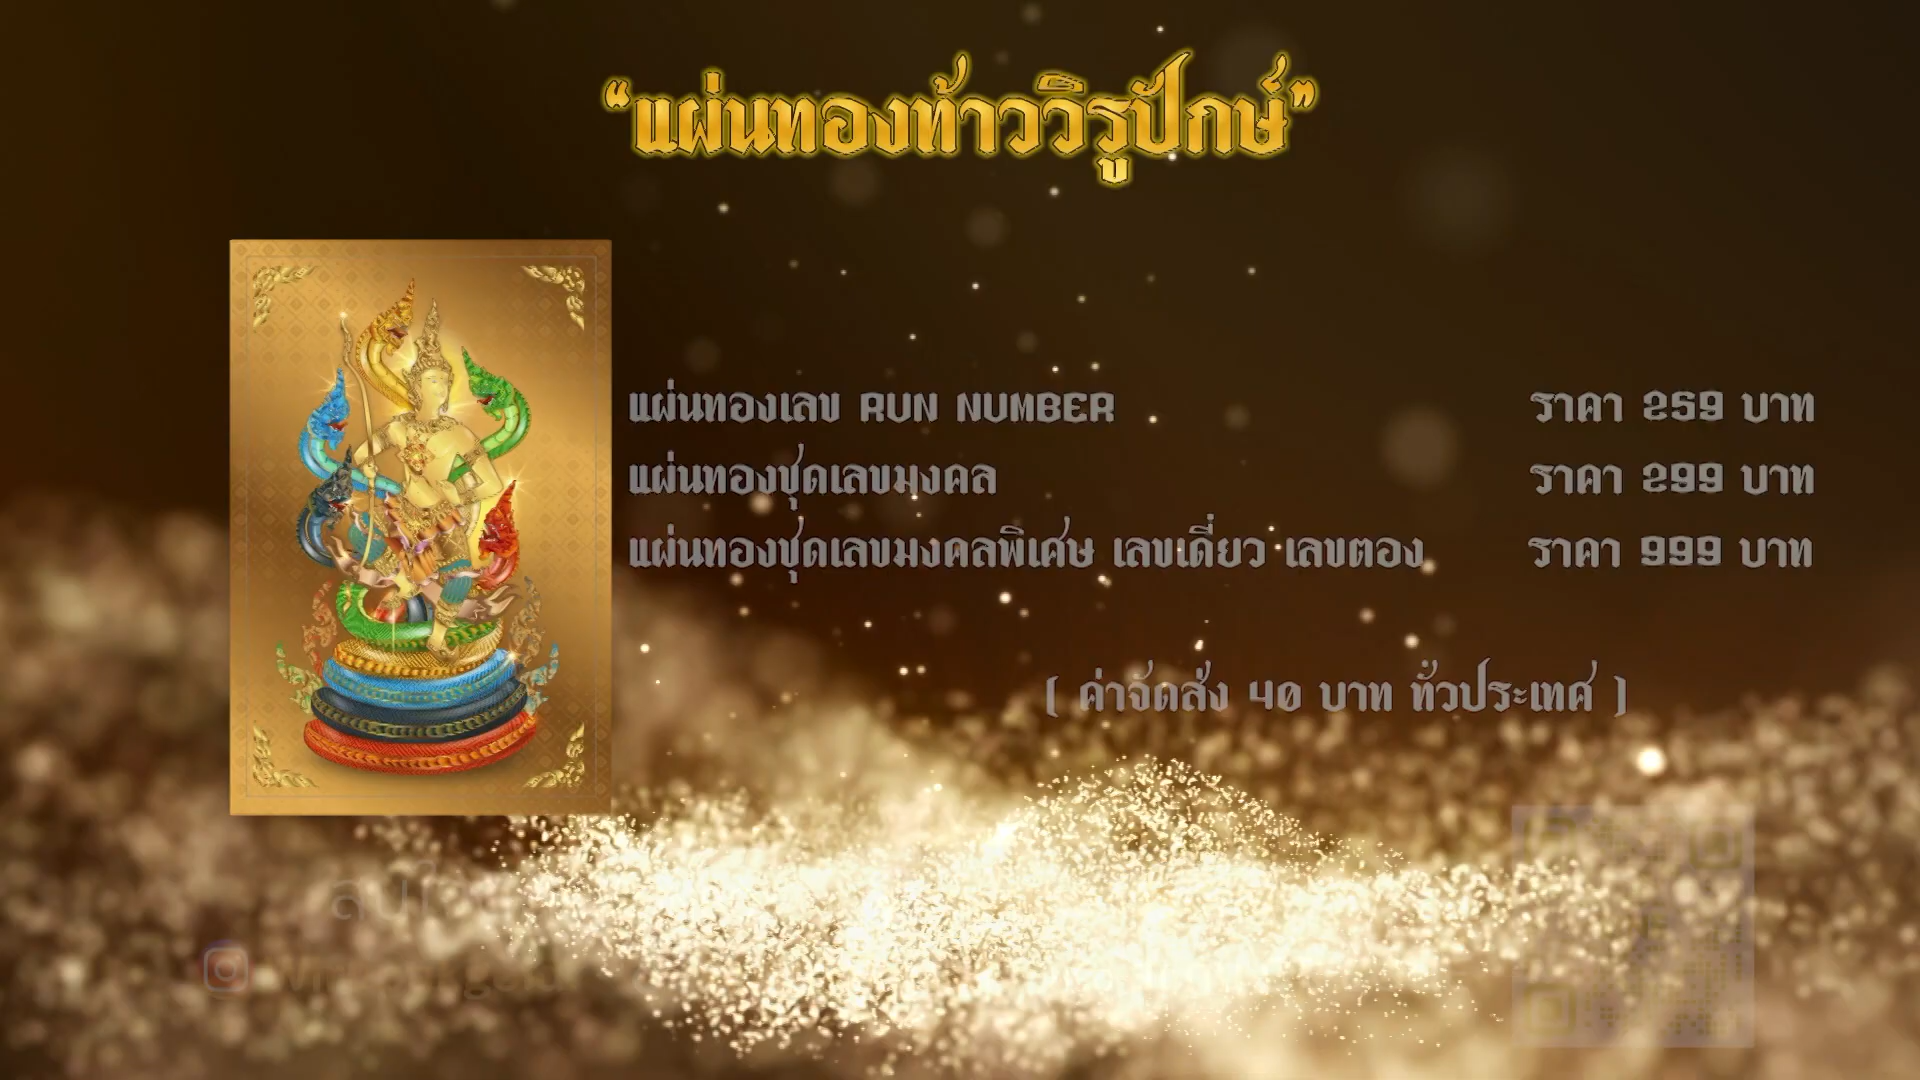 “แผ่นทองท้าววิรูปักษ์”
แผ่นทองเลข RUN NUMBER ราคา 259 บาท
แผ่นทองชุดเลขมงคล ราคา 299 บาท
แผ่นทองชุดเลขมงคลพิเศษ เลขเดี่ยว เลขตอง ราคา 999 บาท
( ค่าจัดส่ง 40 บาท ทั่วประเทศ )